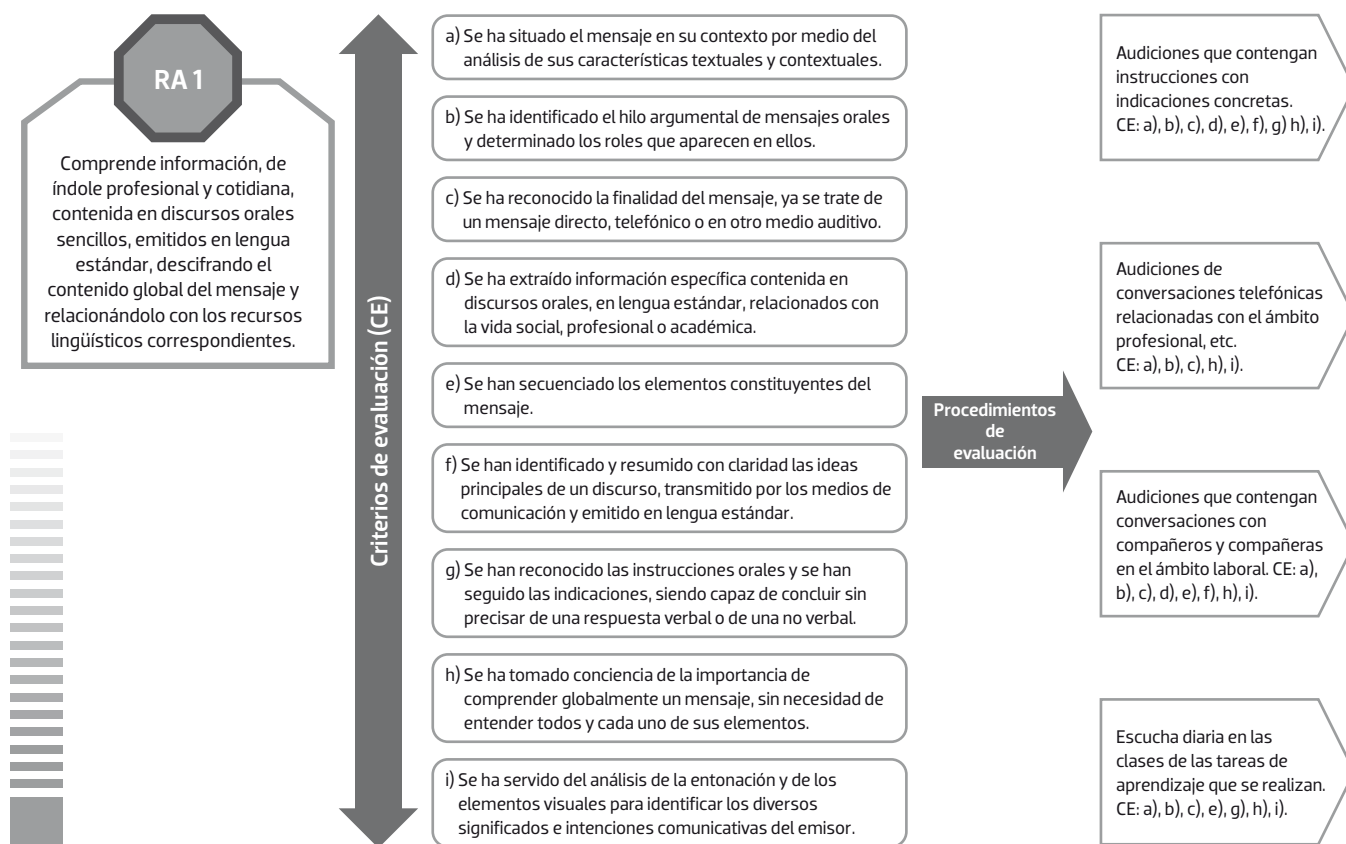 RA 1
Comprende información, de
índole profesional y cotidiana,
contenida en discursos orales
sencillos, emitidos en lengua
estándar, descifrando el
contenido global del mensaje y
relacionándolo con los recursos
lingüísticos correspondientes.
Criterios de evaluación (CE)
a) Se ha situado el mensaje en su contexto por medio del
análisis de sus características textuales y contextuales.
b) Se ha identificado el hilo argumental de mensajes orales
y determinado los roles que aparecen en ellos.
c) Se ha reconocido la finalidad del mensaje, ya se trate de
un mensaje directo, telefónico o en otro medio auditivo.
d) Se ha extraído información específica contenida en
discursos orales, en lengua estándar, relacionados con
la vida social, profesional o académica.
e) Se han secuenciado los elementos constituyentes del
mensaje.
f) Se han identificado y resumido con claridad las ideas
principales de un discurso, transmitido por los medios de
comunicación y emitido en lengua estándar.
g) Se han reconocido las instrucciones orales y se han
seguido las indicaciones, siendo capaz de concluir sin
precisar de una respuesta verbal o de una no verbal.
h) Se ha tomado conciencia de la importancia de
comprender globalmente un mensaje, sin necesidad de
entender todos y cada uno de sus elementos.
i) Se ha servido del análisis de la entonación y de los
elementos visuales para identificar los diversos
significados e intenciones comunicativas del emisor.
Procedimientos
de
evaluación
Audiciones que contengan
instrucciones con
indicaciones concretas.
CE: a), b), c), d), e), f), g) h), i).
Audiciones de
conversaciones telefónicas
relacionadas con el ámbito
profesional, etc.
CE: a), b), c), h), i).
Audiciones que contengan
conversaciones con
compañeros y compañeras
en el ámbito laboral. CE: a),
b), c), d), e), f), h), i).
Escucha diaria en las
clases de las tareas de
aprendizaje que se realizan.
CE: a), b), c), e), g), h), i).